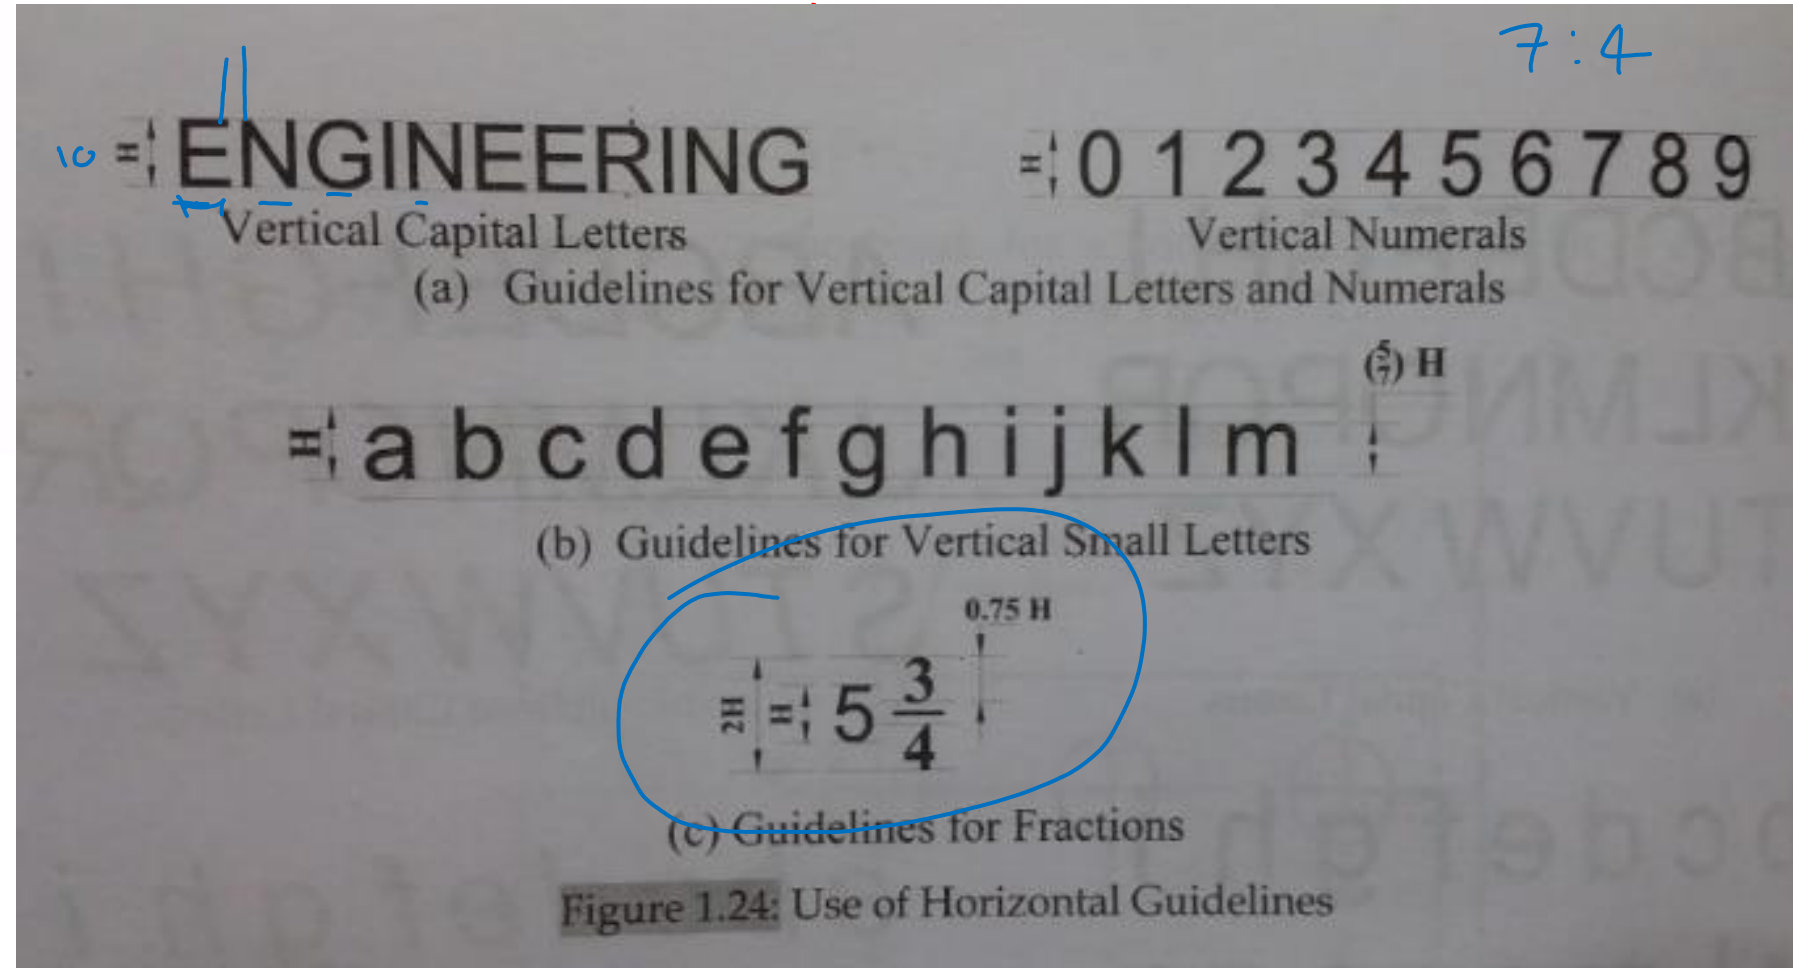 7:4
10 H ENGINEERING
H 0 1 2 3 4 5 6 7 8 9
Vertical Capital Letters
Vertical Numerals
(a) Guidelines for Vertical Capital Letters and Numerals
(5/7) H
H a b c d e f g h i j k l m
(b) Guidelines for Vertical Small Letters
0.75 H
2H H 5 3/4
(c) Guidelines for Fractions
Figure 1.24: Use of Horizontal Guidelines